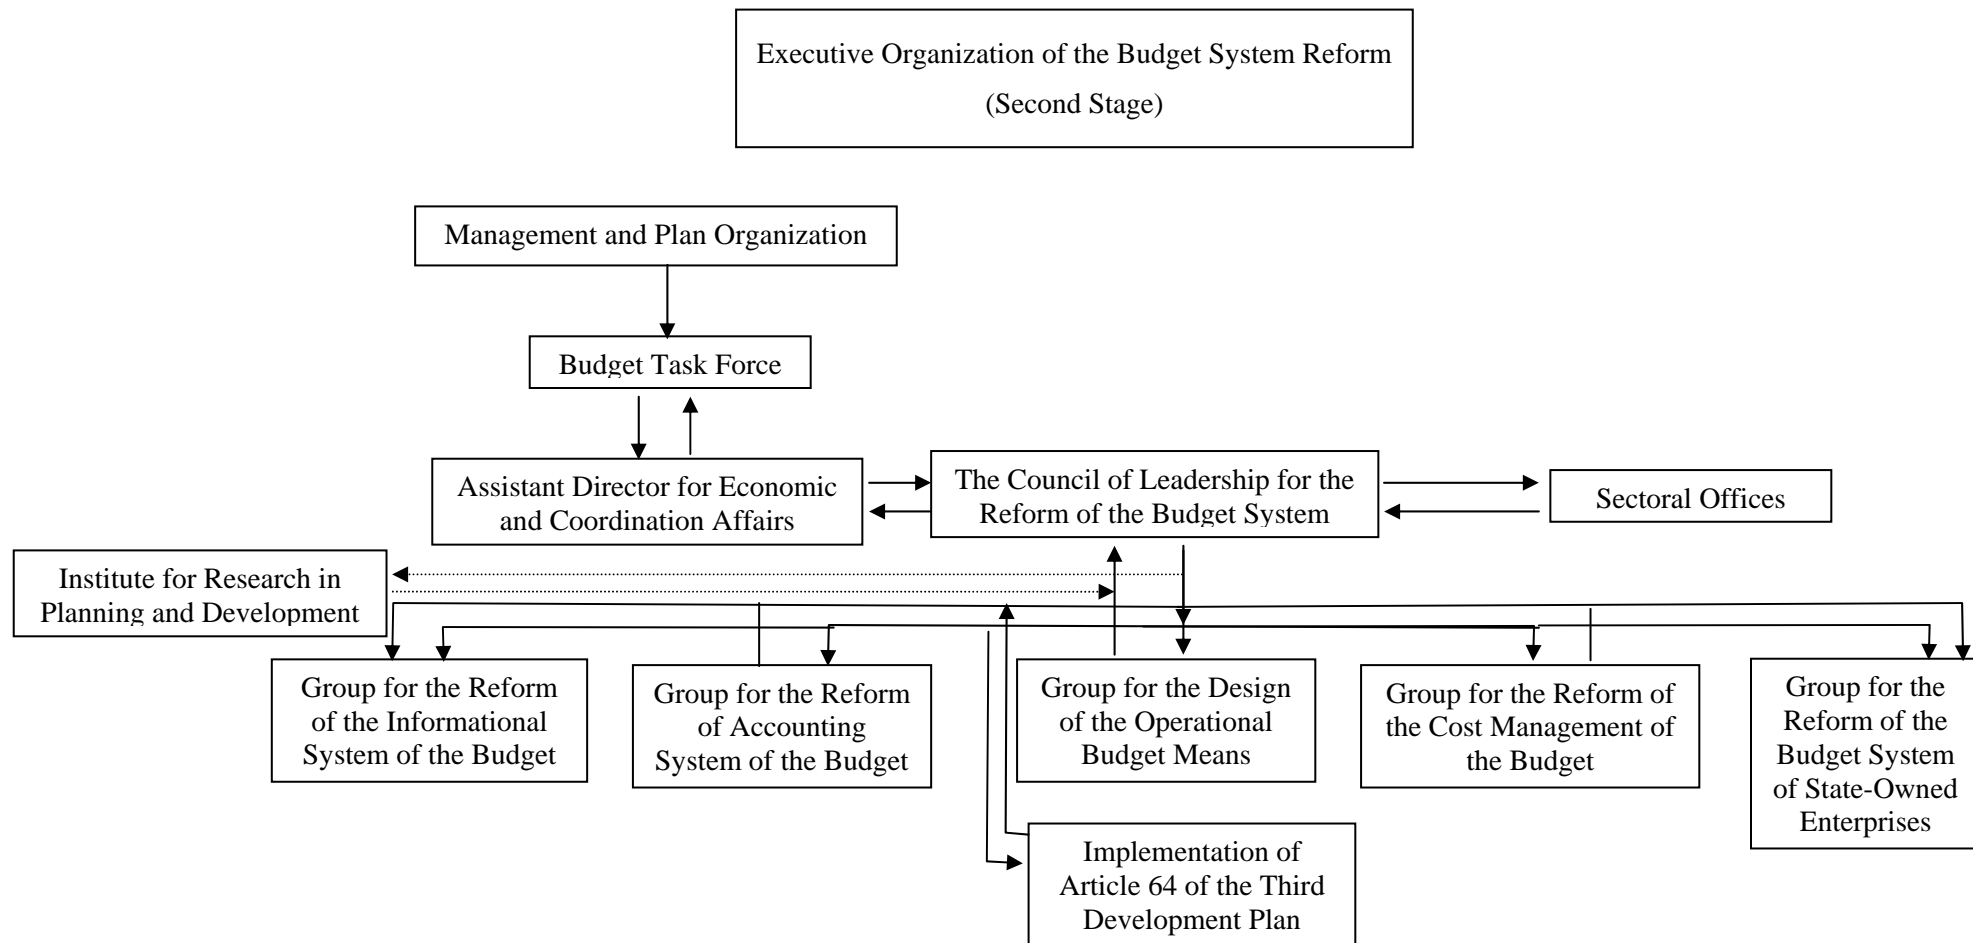 Executive Organization of the Budget System Reform
(Second Stage)
Management and Plan Organization
Budget Task Force
Assistant Director for Economic
and Coordination Affairs
The Council of Leadership for the
Reform of the Budget System
Sectoral Offices
Institute for Research in
Planning and Development
Group for the Reform
of the Informational
System of the Budget
Group for the Reform
of Accounting
System of the Budget
Group for the Design
of the Operational
Budget Means
Group for the Reform of
the Cost Management of
the Budget
Group for the
Reform of the
Budget System
of State-Owned
Enterprises
Implementation of
Article 64 of the Third
Development Plan